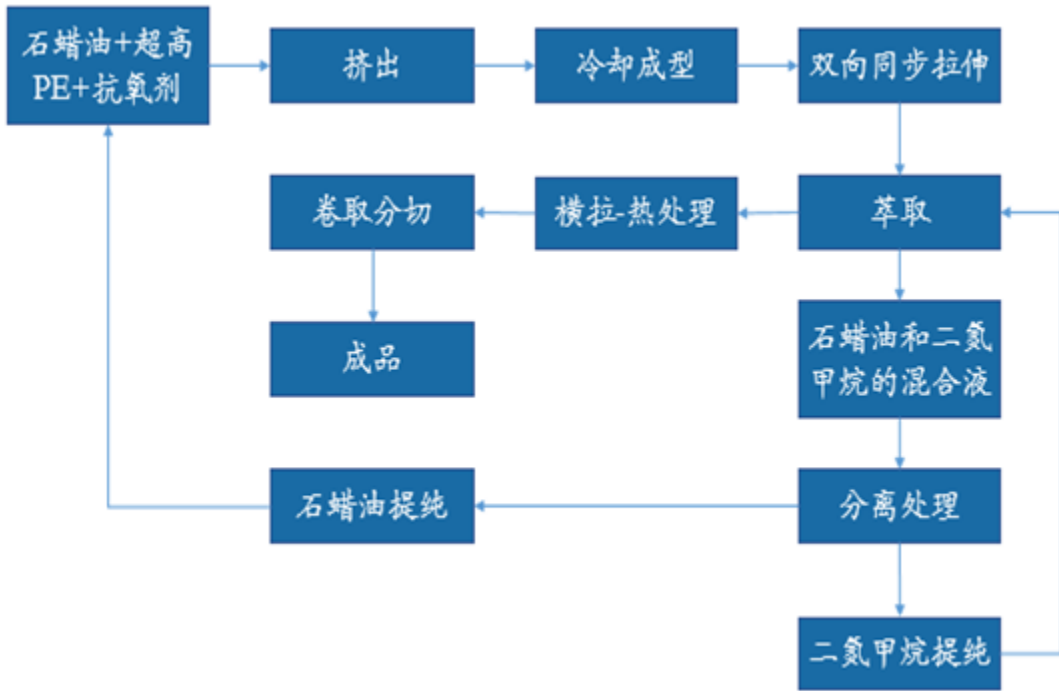 石蜡油+超高
PE+抗氧剂
挤出
冷却成型
双向同步拉伸
卷取分切
横拉-热处理
萃取
成品
石蜡油和二氯
甲烷的混合液
石蜡油提纯
分离处理
二氯甲烷提纯